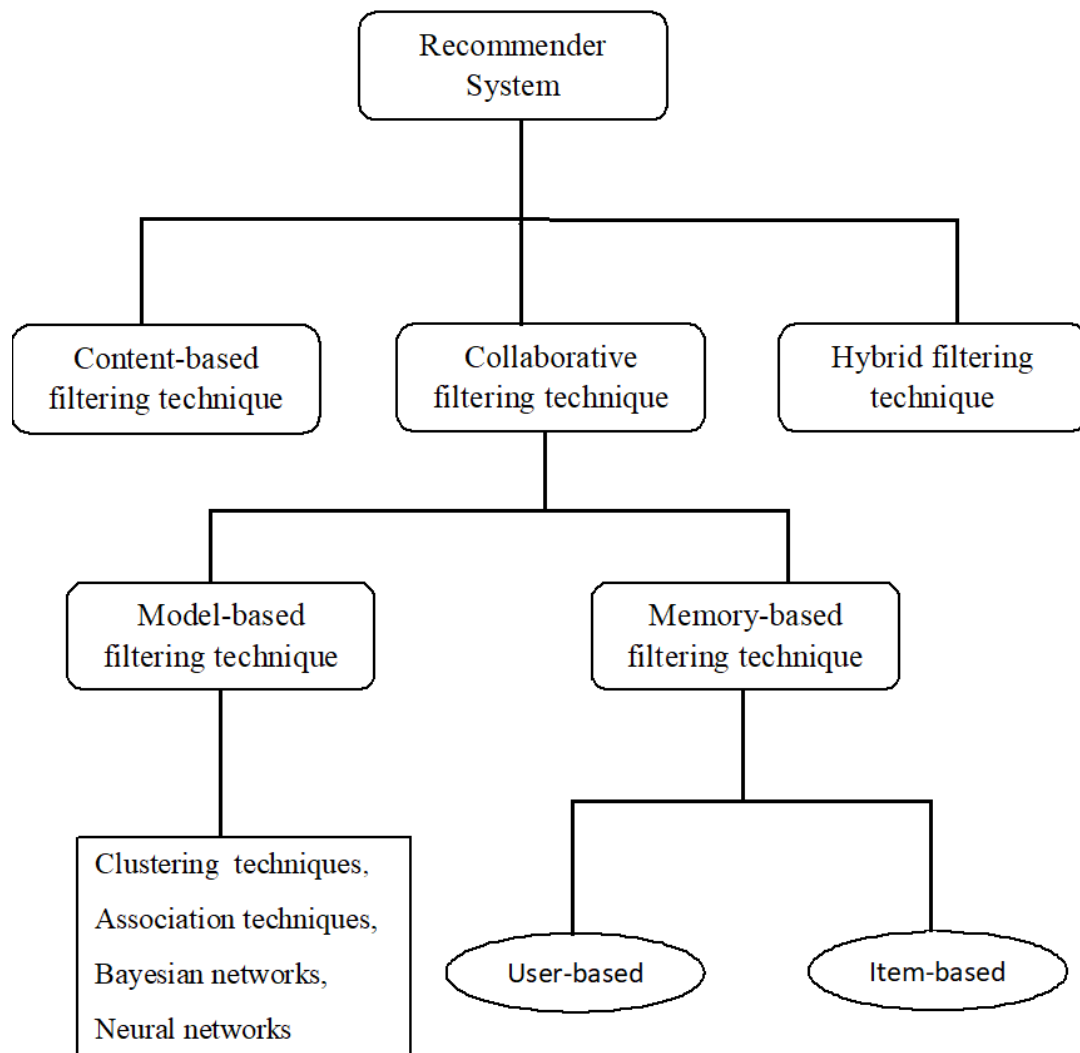 Recommender
System
Content-based
filtering technique
Collaborative
filtering technique
Hybrid filtering
technique
Model-based
filtering technique
Memory-based
filtering technique
Clustering techniques,
Association techniques,
Bayesian networks,
Neural networks
User-based
Item-based